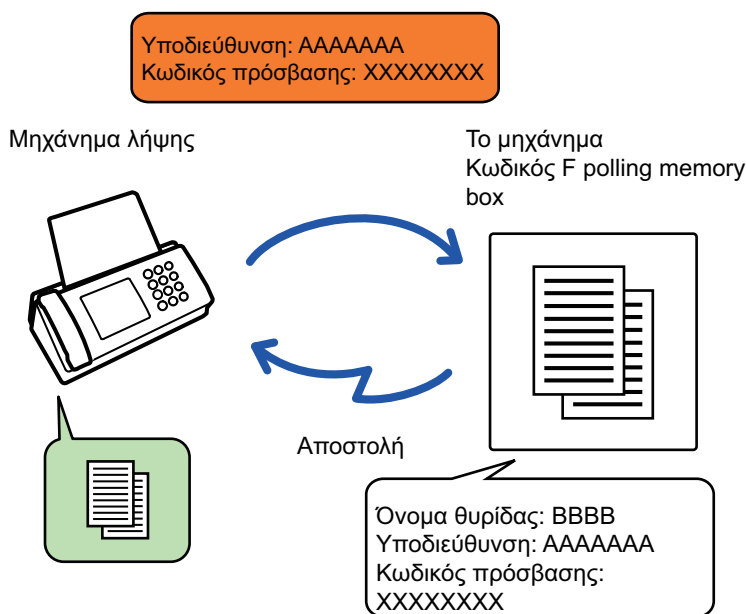 Υποδιεύθυνση: AAAAAAA
Κωδικός πρόσβασης: XXXXXXXX
Μηχάνημα λήψης
Το μηχάνημα
Κωδικός F polling memory
box
Αποστολή
Όνομα θυρίδας: BBBB
Υποδιεύθυνση: AAAAAAA
Κωδικός πρόσβασης:
XXXXXXXX